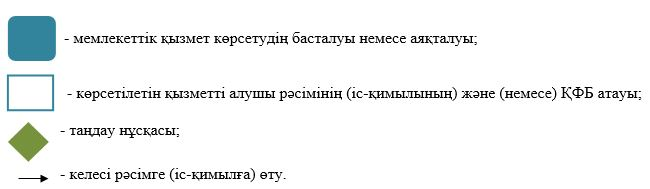 - мемлекеттік қызмет көрсетудің басталуы немесе аяқталуы;
- көрсетілетін қызметті алушы рәсімінің (іс-қимылының) және (немесе) ҚФБ атауы;
- таңдау нұсқасы;
- келесі рәсімге (іс-қимылға) өту.